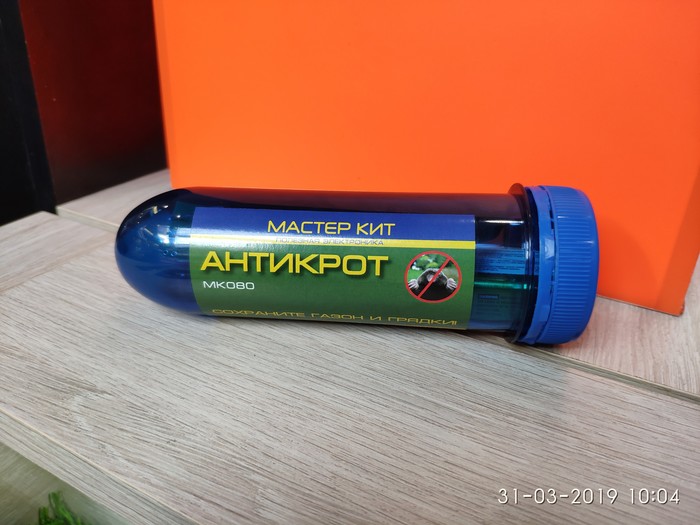 МАСТЕР КИТ
ПОЛЕЗНАЯ ЭЛЕКТРОНИКА
АНТИКРОТ
МК080
СОХРАНИТЕ ГАЗОН И ГРЯДКИ!
31-03-2019 10:04